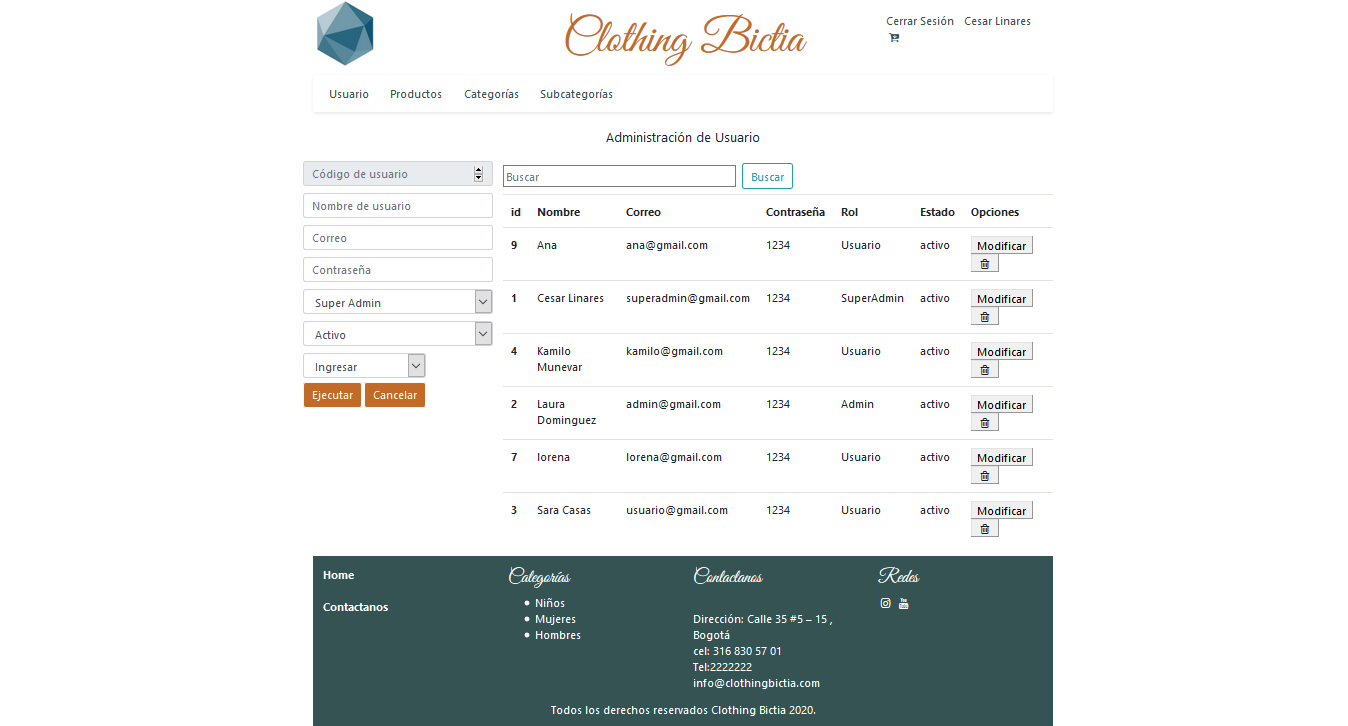 Clothing Bictia
Cerrar Sesión Cesar Linares
Usuario Productos Categorías Subcategorías
Administración de Usuario
Código de usuario
Nombre de usuario
Correo
Contraseña
Super Admin
Activo
Ingresar
Ejecutar Cancelar
Buscar Buscar
id Nombre Correo Contraseña Rol Estado Opciones
9 Ana ana@gmail.com 1234 Usuario activo Modificar
1 Cesar Linares superadmin@gmail.com 1234 SuperAdmin activo Modificar
4 Kamilo kamilo@gmail.com 1234 Usuario activo Modificar
Munevar
2 Laura admin@gmail.com 1234 Admin activo Modificar
Dominguez
7 lorena lorena@gmail.com 1234 Usuario activo Modificar
3 Sara Casas usuario@gmail.com 1234 Usuario activo Modificar
Home
Contactanos
Categorías
Niños
Mujeres
Hombres
Contactanos
Dirección: Calle 35 #5 – 15 ,
Bogotá
cel: 316 830 57 01
Tel:2222222
info@clothingbictia.com
Redes
Todos los derechos reservados Clothing Bictia 2020.